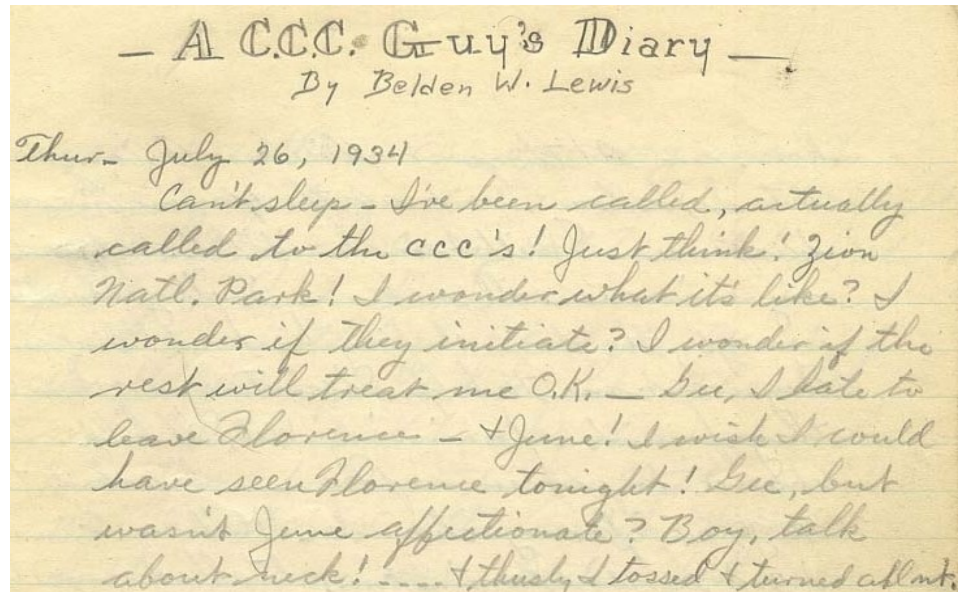 — A C.C.C. Guy's Diary —
By Belden W. Lewis
Thur- July 26, 1934
Can't sleep - I've been called, actually
called to the CCC's! Just think! Zion
Natl. Park! I wonder what it's like? I
wonder if they initiate? I wonder if the
rest will treat me O.K. — Gee, I hate to
leave Florence - & June! I wish I could
have seen Florence tonight! Gee, but
wasn't June affectionate? Boy, talk
about neck! .... & thusly I tossed & turned all nt.